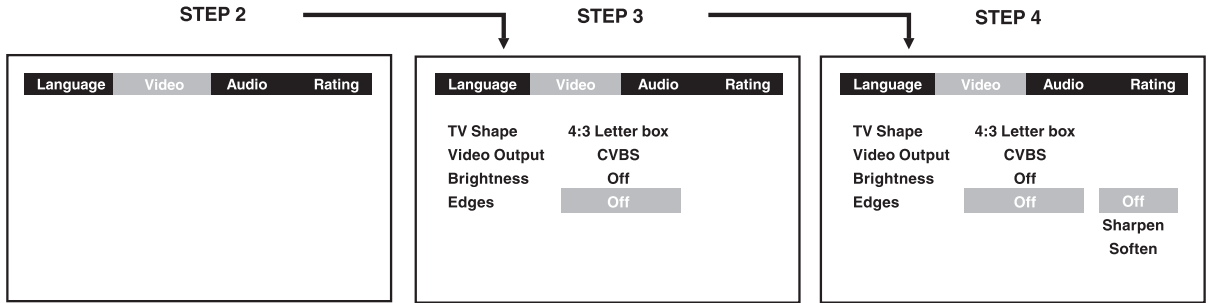 STEP 2
STEP 3
STEP 4
Language Video Audio Rating
Language Video Audio Rating
TV Shape 4:3 Letter box
Video Output CVBS
Brightness Off
Edges Off
Language Video Audio Rating
TV Shape 4:3 Letter box
Video Output CVBS
Brightness Off
Edges Off Off
Sharpen
Soften